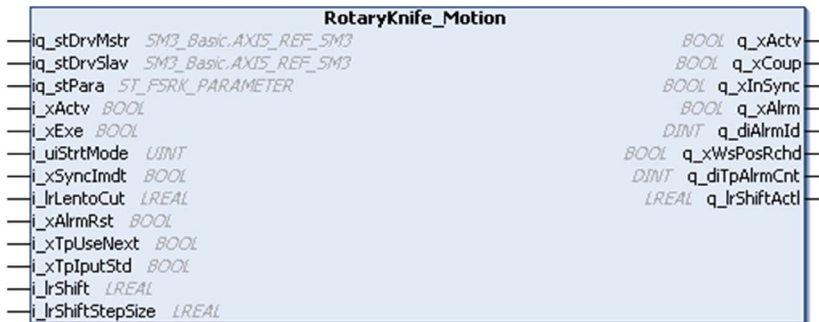 RotaryKnife_Motion
iq_stDrvMstr SM3_Basic.AXIS_REF_SM3 BOOL q_xActv
iq_stDrvSlav SM3_Basic.AXIS_REF_SM3 BOOL q_xCoup
iq_stPara ST_FSRK_PARAMETER BOOL q_xInSync
i_xActv BOOL BOOL q_xAlrm
i_xExe BOOL DINT q_diAlrmId
i_uiStrtMode UINT BOOL q_xWsPosRchd
i_xSyncImdt BOOL DINT q_diTpAlrmCnt
i_lrLentoCut LREAL LREAL q_lrShiftActl
i_xAlrmRst BOOL
i_xTpUseNext BOOL
i_xTpIputStd BOOL
i_lrShift LREAL
i_lrShiftStepSize LREAL